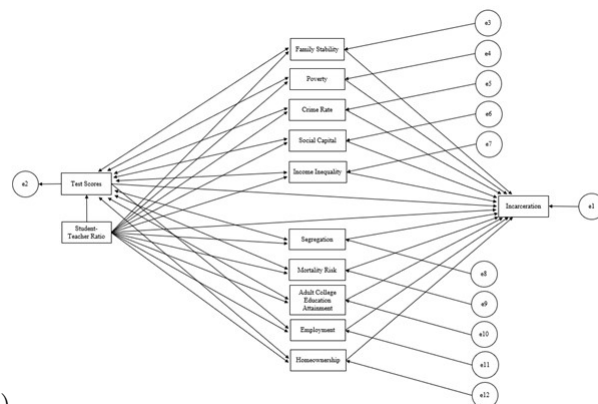 e3
Family Stability
e4
Poverty
e5
Crime Rate
e6
Social Capital
e7
Income Inequality
e2
Test Scores
Incarceration
e1
Student-
Teacher Ratio
Segregation
e8
Mortality Risk
e9
Adult College
Education
Attainment
e10
Employment
e11
Homeownership
e12
)